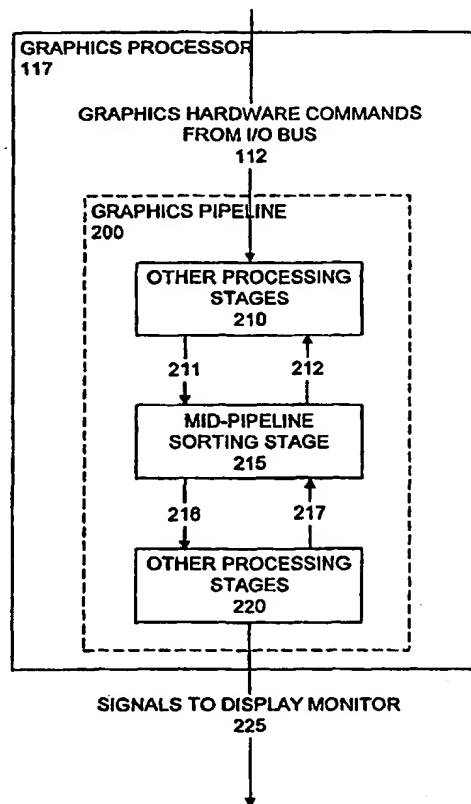 GRAPHICS PROCESSOR
117
GRAPHICS HARDWARE COMMANDS
FROM I/O BUS
112
GRAPHICS PIPELINE
200
OTHER PROCESSING
STAGES
210
211
212
MID-PIPELINE
SORTING STAGE
215
216
217
OTHER PROCESSING
STAGES
220
SIGNALS TO DISPLAY MONITOR
225